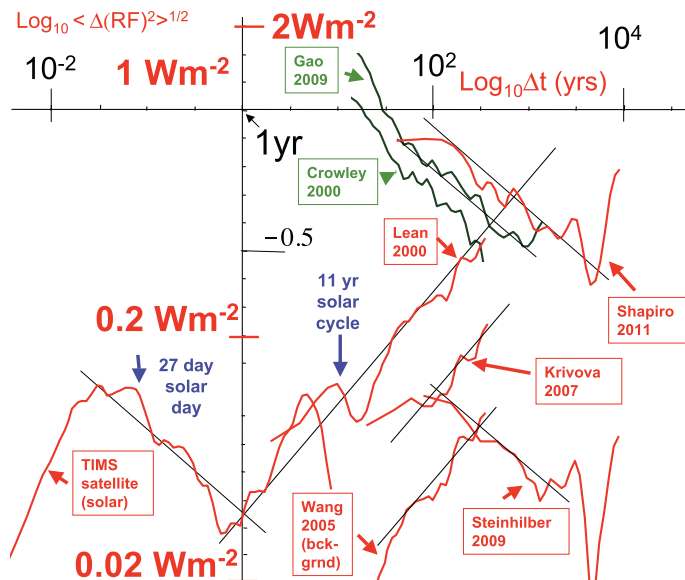 Log10 < Δ(RF)²>1/2
2Wm-2
10-2
1 Wm-2
Gao
2009
102
104
Log10Δt (yrs)
1yr
Crowley
2000
Lean
2000
−0.5
11 yr
solar
cycle
Shapiro
2011
0.2 Wm-2
27 day
solar
day
Krivova
2007
TIMS
satellite
(solar)
Wang
2005
(bck-
grnd)
Steinhilber
2009
0.02 Wm-2